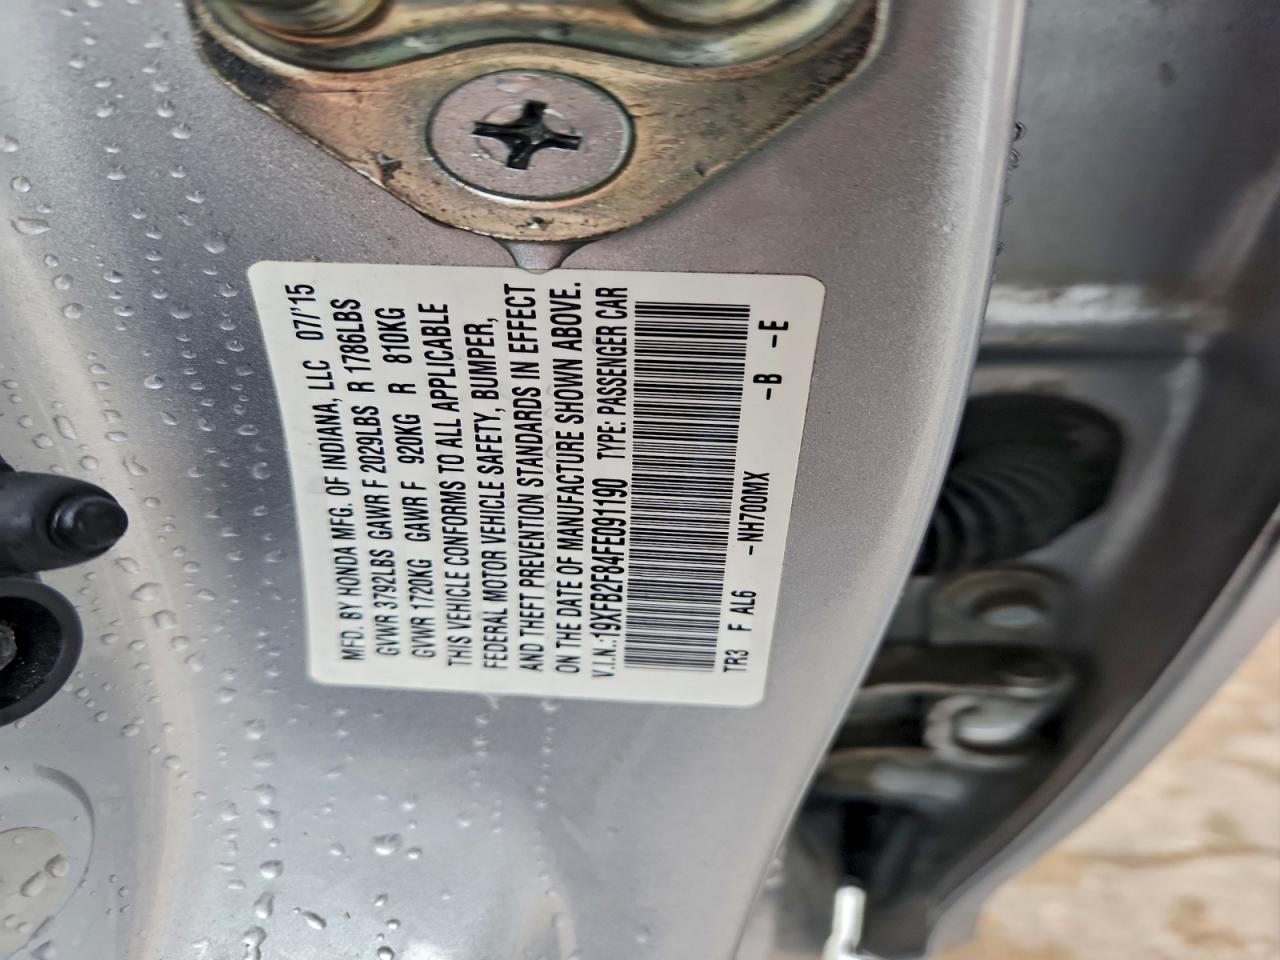 MFD. BY HONDA MFG. OF INDIANA, LLC 07/'15
GVWR 3792LBS GAWR F 2029LBS R 1786LBS
GVWR 1720KG GAWR F 920KG R 810KG
THIS VEHICLE CONFORMS TO ALL APPLICABLE
FEDERAL MOTOR VEHICLE SAFETY, BUMPER,
AND THEFT PREVENTION STANDARDS IN EFFECT
ON THE DATE OF MANUFACTURE SHOWN ABOVE.
V.I.N.:19XFB2F84FE091190 TYPE: PASSENGER CAR
TR3 F AL6 -NH700MX -B -E